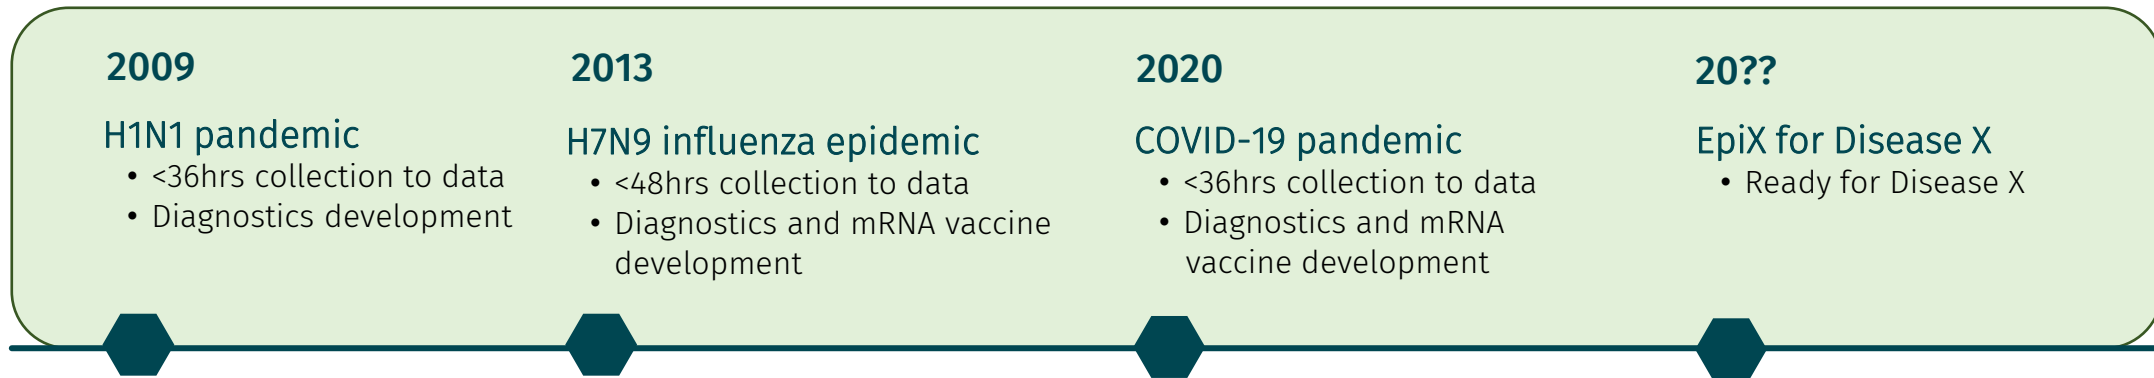 2009
H1N1 pandemic
• <36hrs collection to data
• Diagnostics development
2013
H7N9 influenza epidemic
• <48hrs collection to data
• Diagnostics and mRNA vaccine
development
2020
COVID-19 pandemic
• <36hrs collection to data
• Diagnostics and mRNA
vaccine development
20??
EpiX for Disease X
• Ready for Disease X